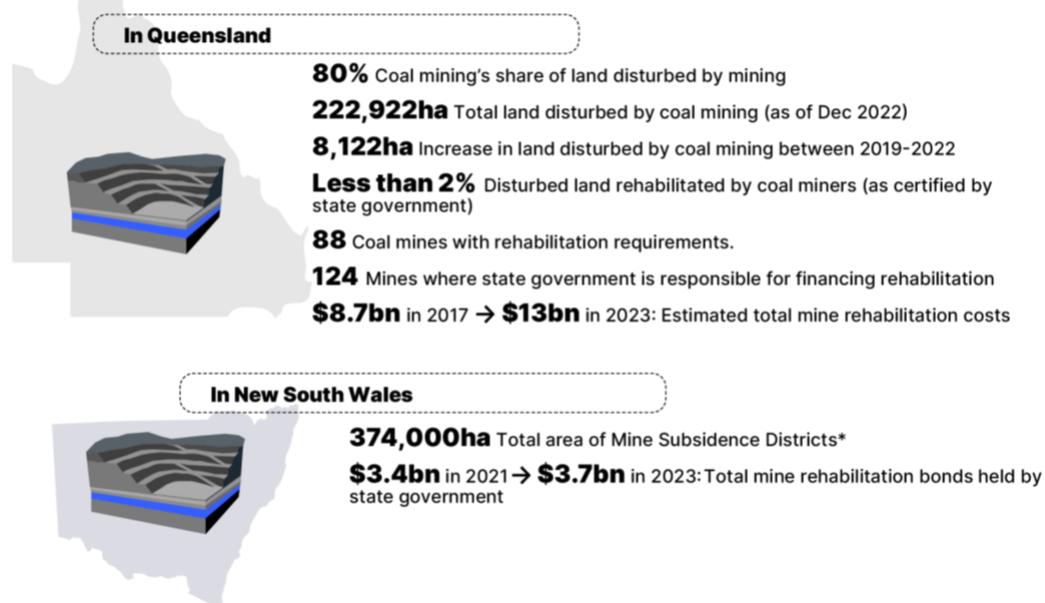 In Queensland
80% Coal mining's share of land disturbed by mining
222,922ha Total land disturbed by coal mining (as of Dec 2022)
8,122ha Increase in land disturbed by coal mining between 2019-2022
Less than 2% Disturbed land rehabilitated by coal miners (as certified by
state government)
88 Coal mines with rehabilitation requirements.
124 Mines where state government is responsible for financing rehabilitation
$8.7bn in 2017 → $13bn in 2023: Estimated total mine rehabilitation costs
In New South Wales
374,000ha Total area of Mine Subsidence Districts*
$3.4bn in 2021→ $3.7bn in 2023: Total mine rehabilitation bonds held by
state government